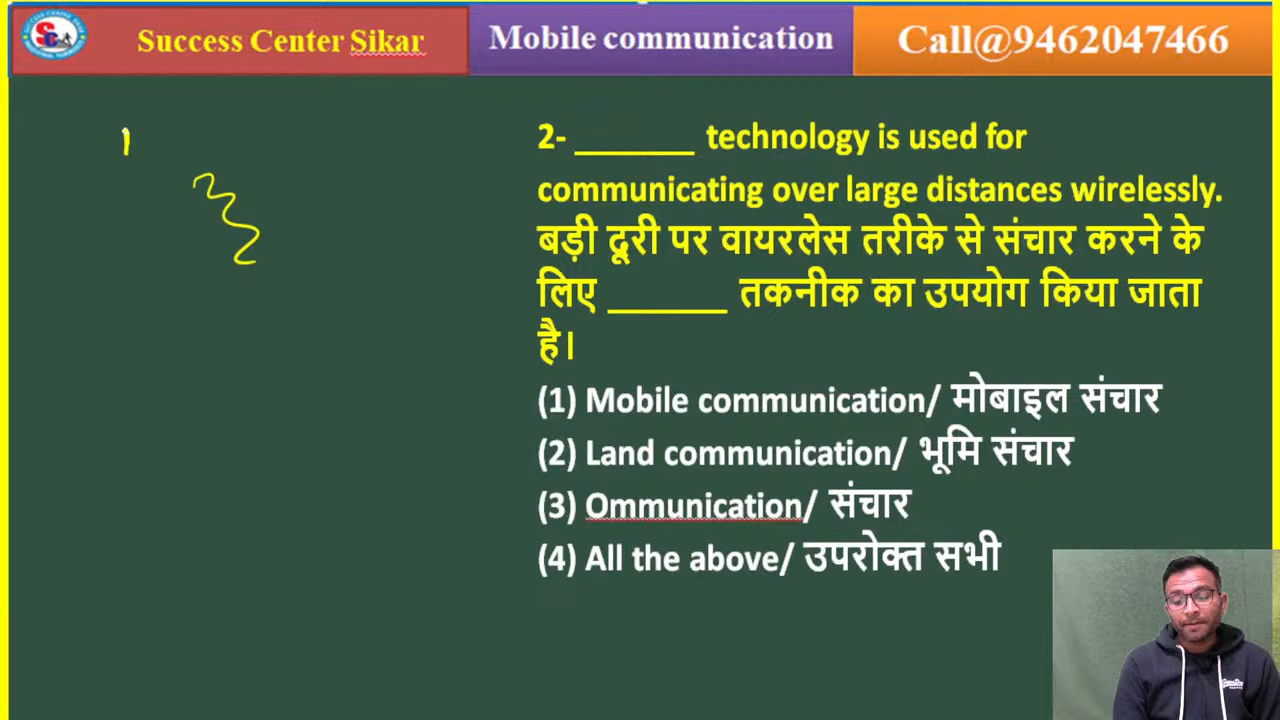 Success Center Sikar
Mobile communication
Call@9462047466
2- _______ technology is used for
communicating over large distances wirelessly.
बड़ी दूरी पर वायरलेस तरीके से संचार करने के
लिए _______ तकनीक का उपयोग किया जाता
है।
(1) Mobile communication/ मोबाइल संचार
(2) Land communication/ भूमि संचार
(3) Ommunication/ संचार
(4) All the above/ उपरोक्त सभी